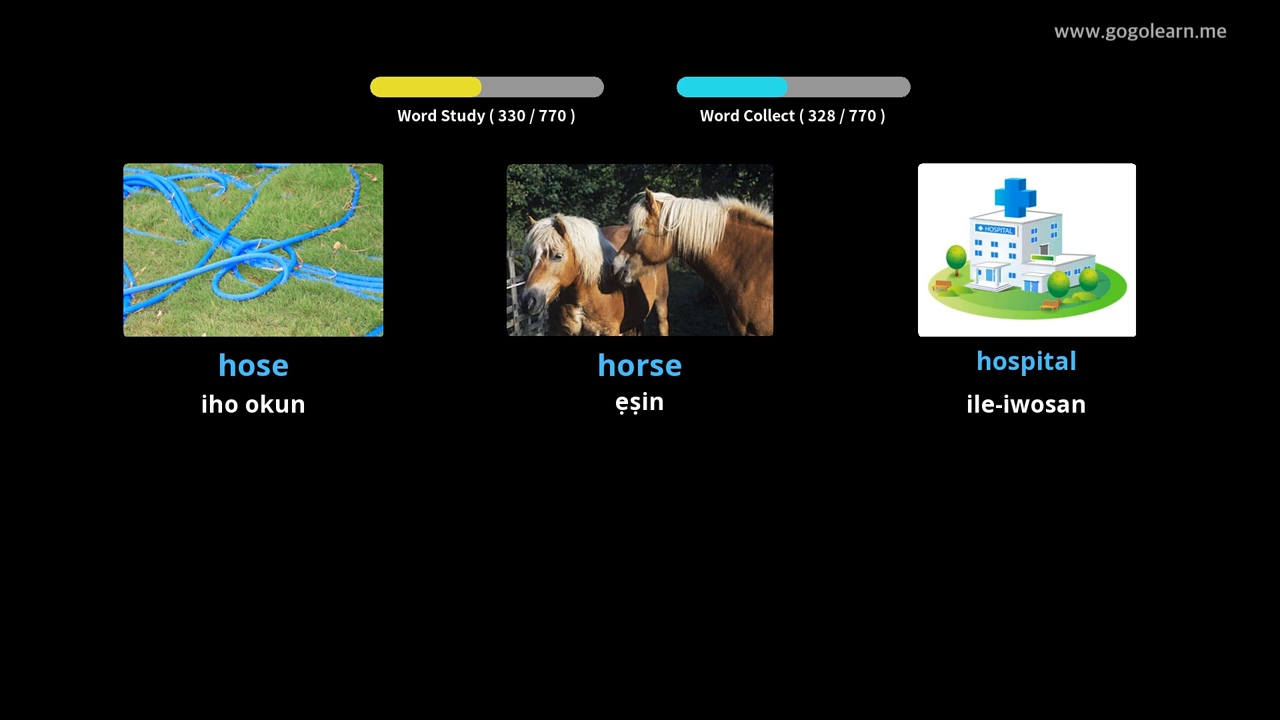 www.gogolearn.me
Word Study ( 330 / 770 )
Word Collect ( 328 / 770 )
HOSPITAL
hose
horse
hospital
iho okun
ẹṣin
ile-iwosan